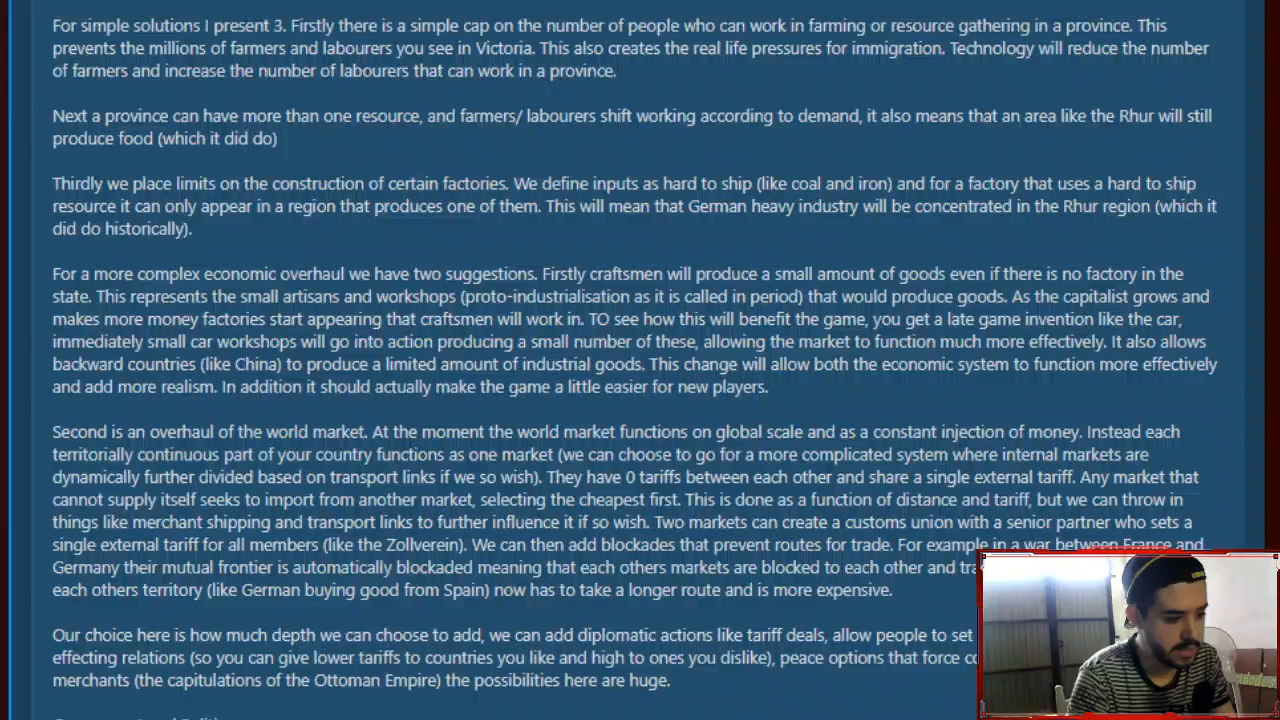 For simple solutions I present 3. Firstly there is a simple cap on the number of people who can work in farming or resource gathering in a province. This
prevents the millions of farmers and labourers you see in Victoria. This also creates the real life pressures for immigration. Technology will reduce the number
of farmers and increase the number of labourers that can work in a province.
Next a province can have more than one resource, and farmers/ labourers shift working according to demand, it also means that an area like the Rhur will still
produce food (which it did do)
Thirdly we place limits on the construction of certain factories. We define inputs as hard to ship (like coal and iron) and for a factory that uses a hard to ship
resource it can only appear in a region that produces one of them. This will mean that German heavy industry will be concentrated in the Rhur region (which it
did do historically).
For a more complex economic overhaul we have two suggestions. Firstly craftsmen will produce a small amount of goods even if there is no factory in the
state. This represents the small artisans and workshops (proto-industrialisation as it is called in period) that would produce goods. As the capitalist grows and
makes more money factories start appearing that craftsmen will work in. TO see how this will benefit the game, you get a late game invention like the car,
immediately small car workshops will go into action producing a small number of these, allowing the market to function much more effectively. It also allows
backward countries (like China) to produce a limited amount of industrial goods. This change will allow both the economic system to function more effectively
and add more realism. In addition it should actually make the game a little easier for new players.
Second is an overhaul of the world market. At the moment the world market functions on global scale and as a constant injection of money. Instead each
territorially continuous part of your country functions as one market (we can choose to go for a more complicated system where internal markets are
dynamically further divided based on transport links if we so wish). They have 0 tariffs between each other and share a single external tariff. Any market that
cannot supply itself seeks to import from another market, selecting the cheapest first. This is done as a function of distance and tariff, but we can throw in
things like merchant shipping and transport links to further influence it if so wish. Two markets can create a customs union with a senior partner who sets a
single external tariff for all members (like the Zollverein). We can then add blockades that prevent routes for trade. For example in a war between France and
Germany their mutual frontier is automatically blockded meaning that each others markets are blocked to each other and
each others territory (like German buying good from Spain) now has to take a longer route and is more expensive.
Our choice here is how much depth we can choose to add, we can add diplomatic actions like tariff deals, allow people to set
effecting relations (so you can give lower tariffs to countries you like and high to ones you dislike), peace options that force
merchants (the capitulations of the Ottoman Empire) the possibilities here are huge.